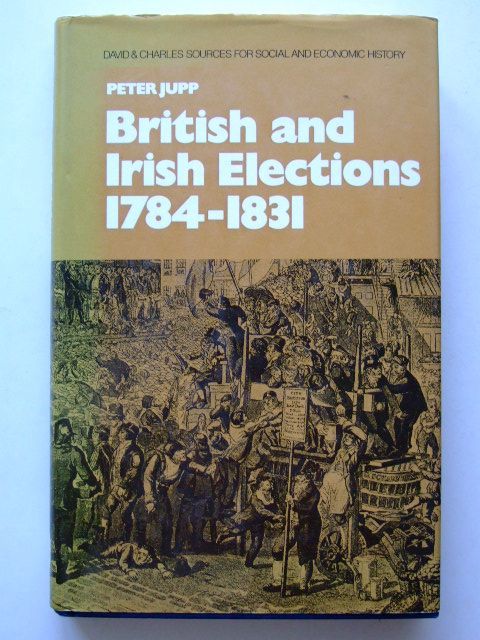 DAVID & CHARLES SOURCES FOR SOCIAL AND ECONOMIC HISTORY
PETER JUPP
British and
Irish Elections
1784-1831